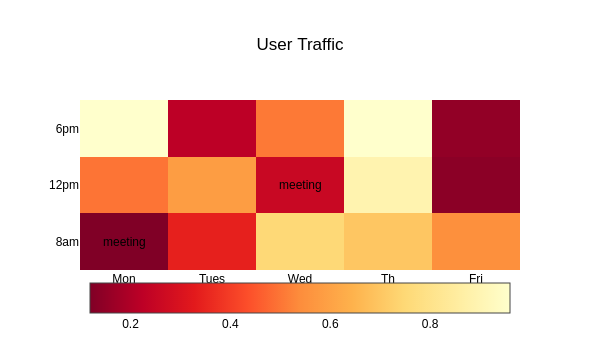 User Traffic
6pm
12pm
meeting
8am
meeting
Mon Tues Wed Th Fri
0.2 0.4 0.6 0.8